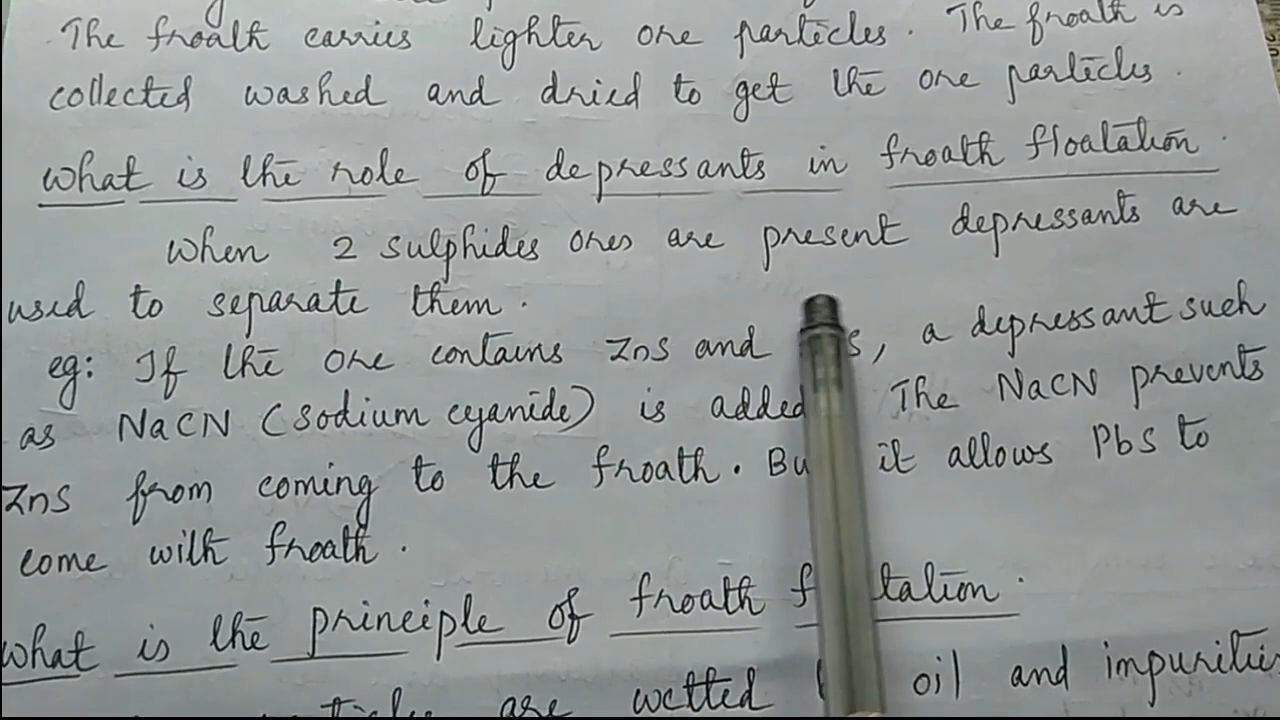 The froath carries lighter ore particles. The froath is
collected washed and dried to get the ore particles.
What is the role of depressants in froath floatation.
When 2 sulphides ores are present depressants are
used to separate them.
eg: If the ore contains ZnS and S, a depressant such
as NaCN (sodium cyanide) is added The NaCN prevents
ZnS from coming to the froath. Bu it allows PbS to
come with froath.
What is the principle of froath f tation.
are wetted oil and impurities